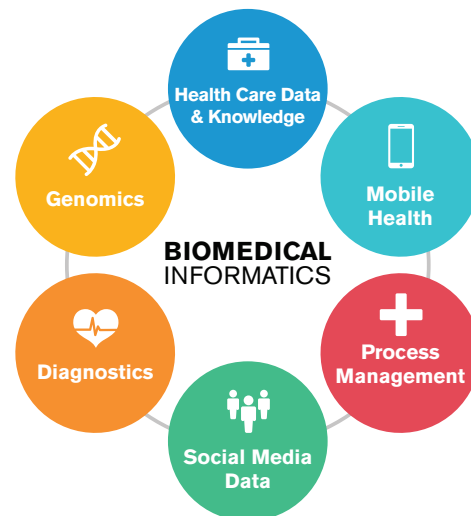 Health Care Data
& Knowledge
Genomics
Mobile
Health
BIOMEDICAL
INFORMATICS
Diagnostics
Process
Management
Social Media
Data